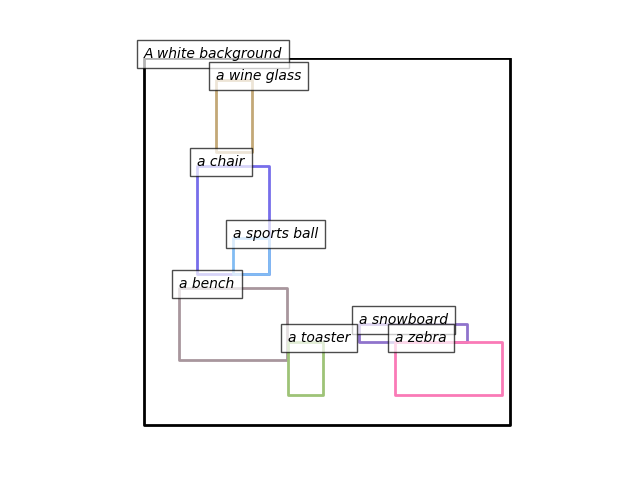 A white background
a wine glass
a chair
a sports ball
a bench
a snowboard
a toaster
a zebra